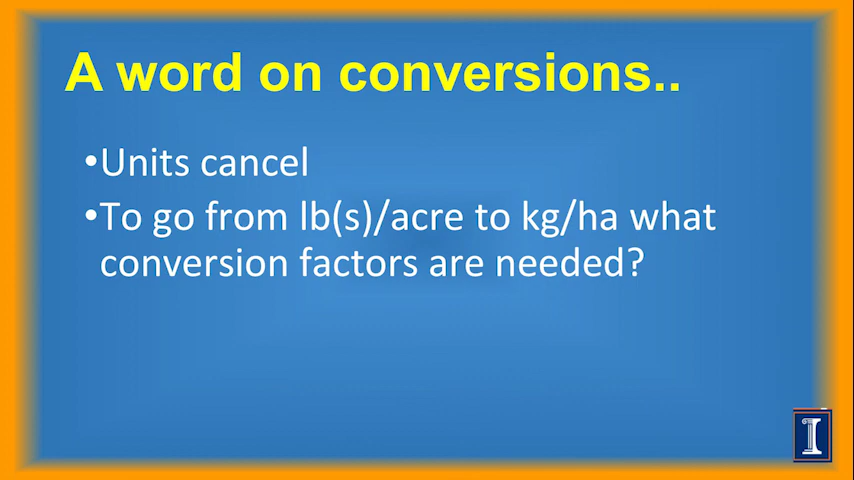 A word on conversions..
•Units cancel
•To go from lb(s)/acre to kg/ha what
conversion factors are needed?